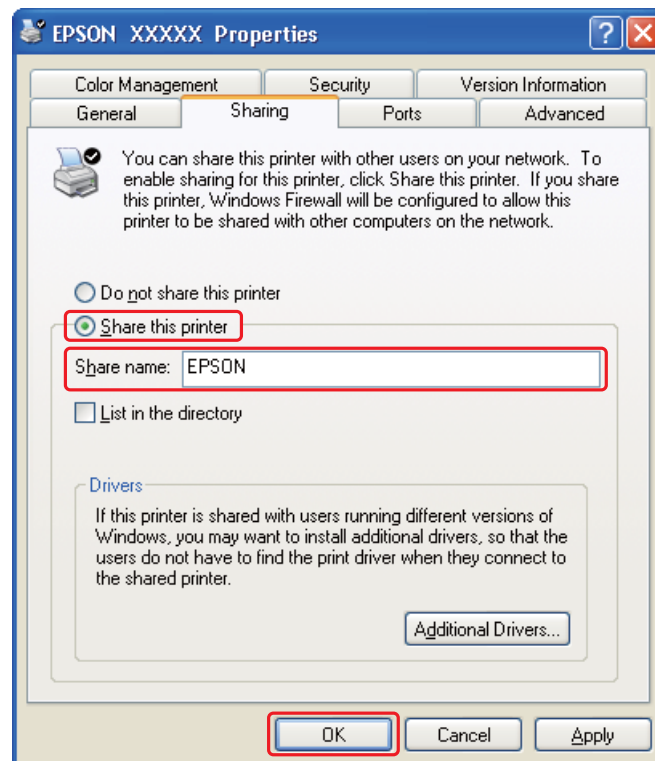 EPSON XXXXX Properties
Color Management Security Version Information
General Sharing Ports Advanced
You can share this printer with other users on your network. To
enable sharing for this printer, click Share this printer. If you share
this printer, Windows Firewall will be configured to allow this
printer to be shared with other computers on the network.
Do not share this printer
Share this printer
Share name: EPSON
List in the directory
Drivers
If this printer is shared with users running different versions of
Windows, you may want to install additional drivers, so that the
users do not have to find the print driver when they connect to
the shared printer.
Additional Drivers...
OK Cancel Apply